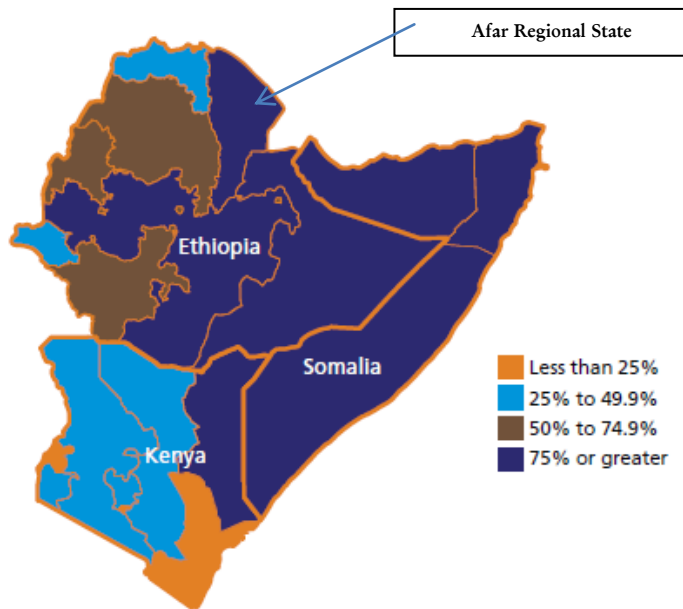 Afar Regional State
Ethiopia
Somalia
Kenya
Less than 25%
25% to 49.9%
50% to 74.9%
75% or greater